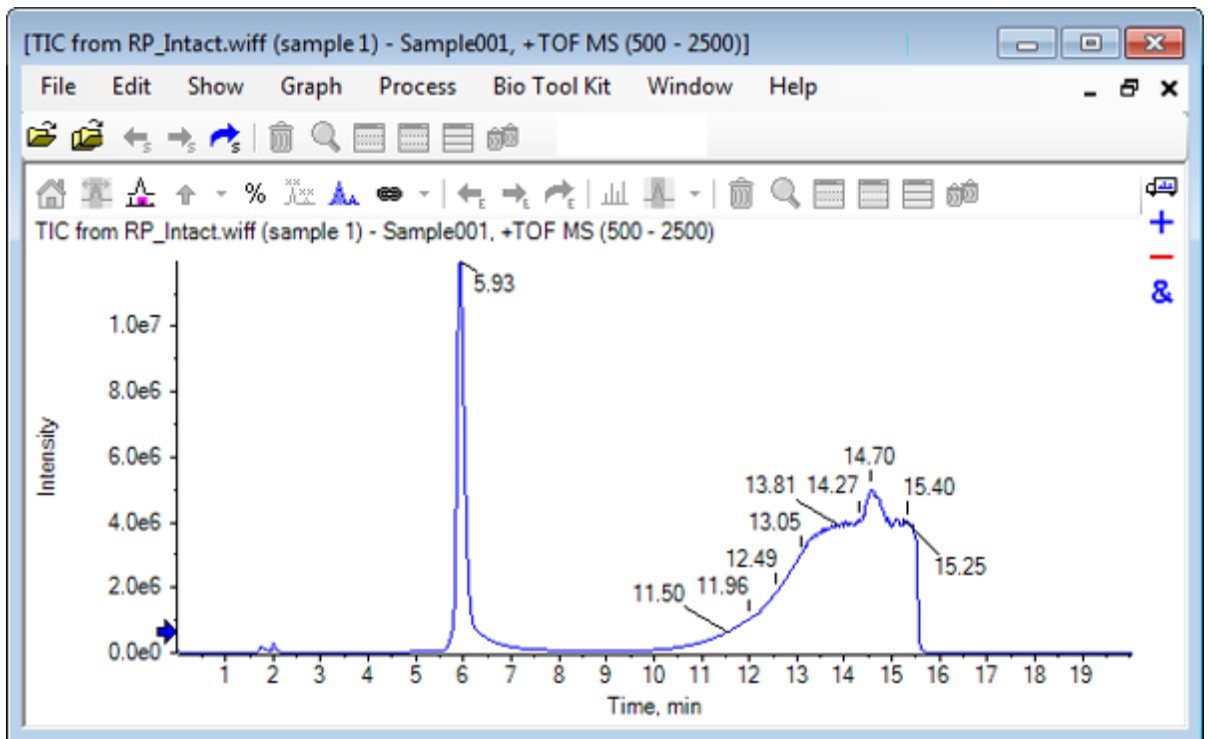 [TIC from RP_Intact.wiff (sample 1) - Sample001, +TOF MS (500 - 2500)]
File Edit Show Graph Process Bio Tool Kit Window Help
S S S
% E E E
TIC from RP_Intact.wiff (sample 1) - Sample001, +TOF MS (500 - 2500)
+
5.93
&
1.0e7
8.0e6
6.0e6
4.0e6
2.0e6
0.0e0
Intensity
14.70
13.81 14.27 15.40
13.05
12.49 15.25
11.50 11.96
1 2 3 4 5 6 7 8 9 10 11 12 13 14 15 16 17 18 19
Time, min